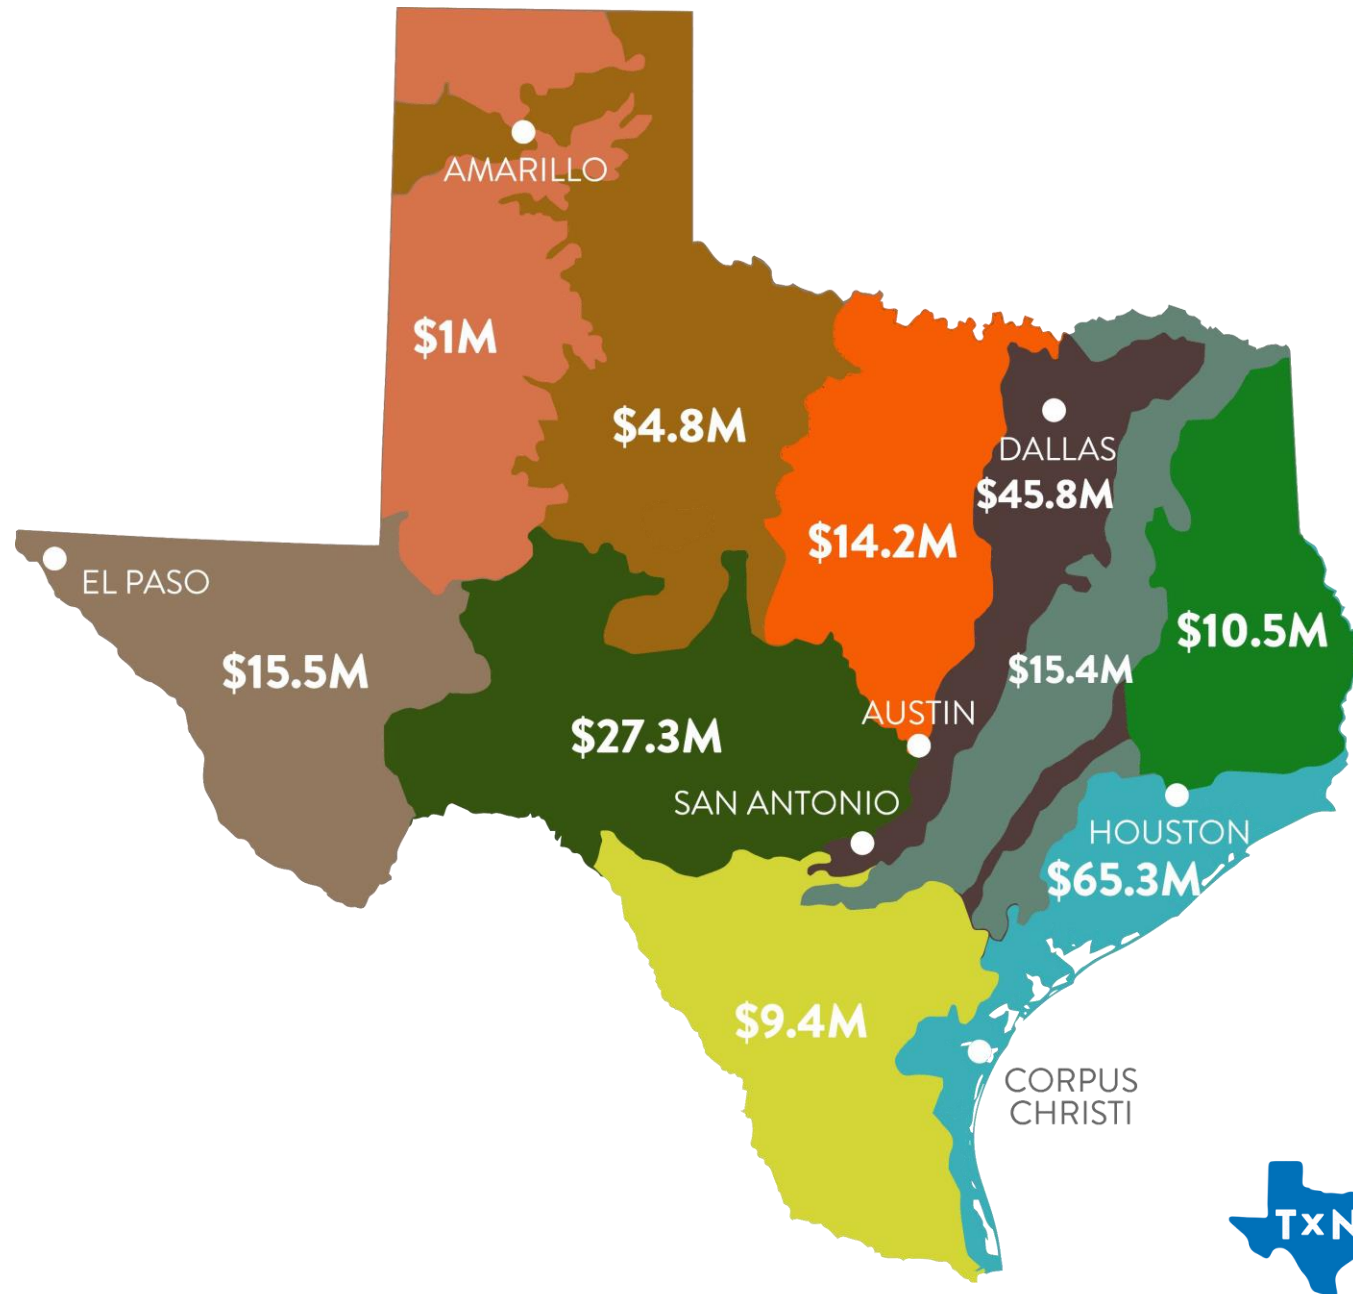 AMARILLO
$1M
$4.8M
DALLAS
$45.8M
$14.2M
EL PASO
$10.5M
$15.5M
$15.4M
AUSTIN
$27.3M
SAN ANTONIO
HOUSTON
$65.3M
$9.4M
CORPUS
CHRISTI
TxN